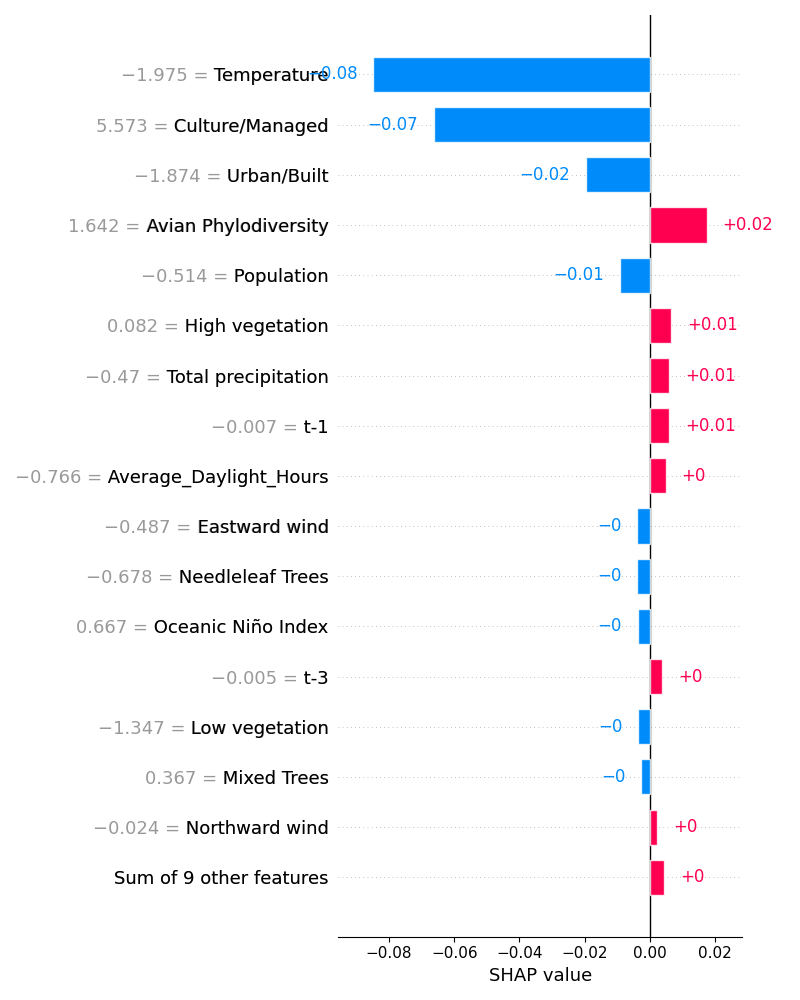 −1.975 = Temperature −0.08
5.573 = Culture/Managed −0.07
−1.874 = Urban/Built −0.02
1.642 = Avian Phylodiversity +0.02
−0.514 = Population −0.01
0.082 = High vegetation +0.01
−0.47 = Total precipitation +0.01
−0.007 = t-1 +0.01
−0.766 = Average_Daylight_Hours +0
−0.487 = Eastward wind −0
−0.678 = Needleleaf Trees −0
0.667 = Oceanic Niño Index −0
−0.005 = t-3 +0
−1.347 = Low vegetation −0
0.367 = Mixed Trees −0
−0.024 = Northward wind +0
Sum of 9 other features +0
−0.08 −0.06 −0.04 −0.02 0.00 0.02
SHAP value